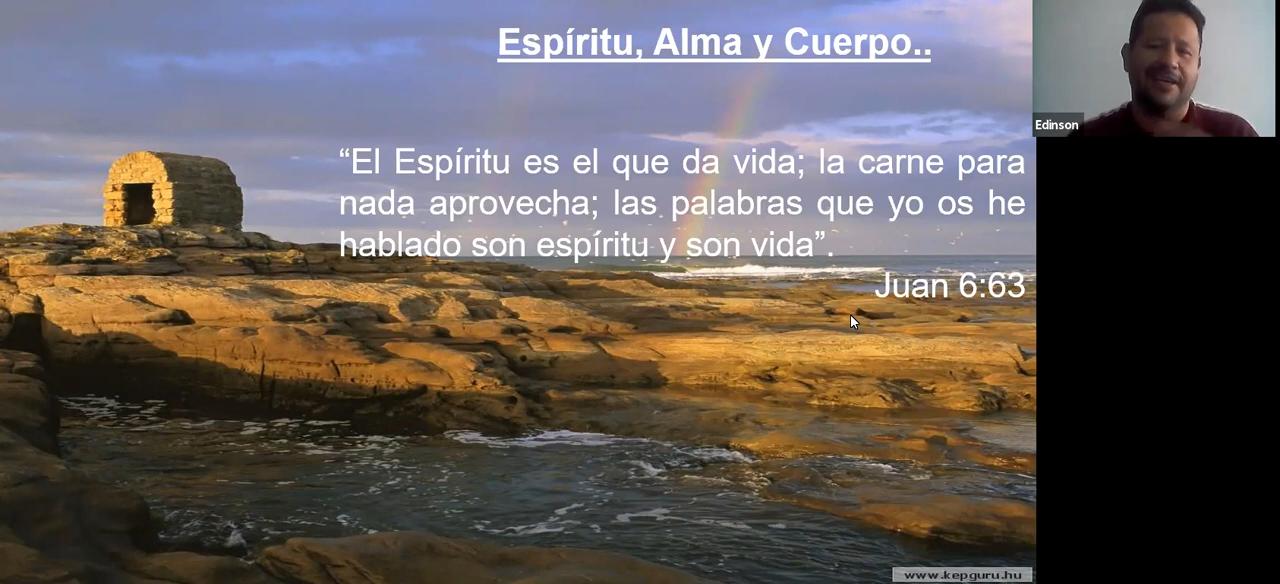 Espíritu, Alma y Cuerpo..
Edinson
“El Espíritu es el que da vida; la carne para
nada aprovecha; las palabras que yo os he
hablado son espíritu y son vida”.
Juan 6:63
www.kepguru.hu